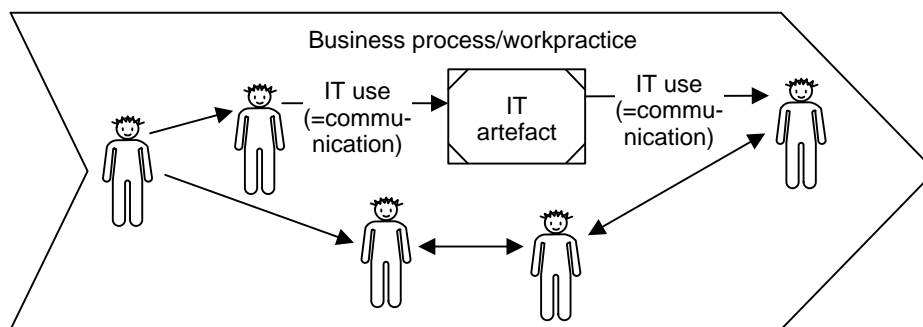 Business process/workpractice
IT use
(=commu-
nication)
IT
artefact
IT use
(=commu-
nication)